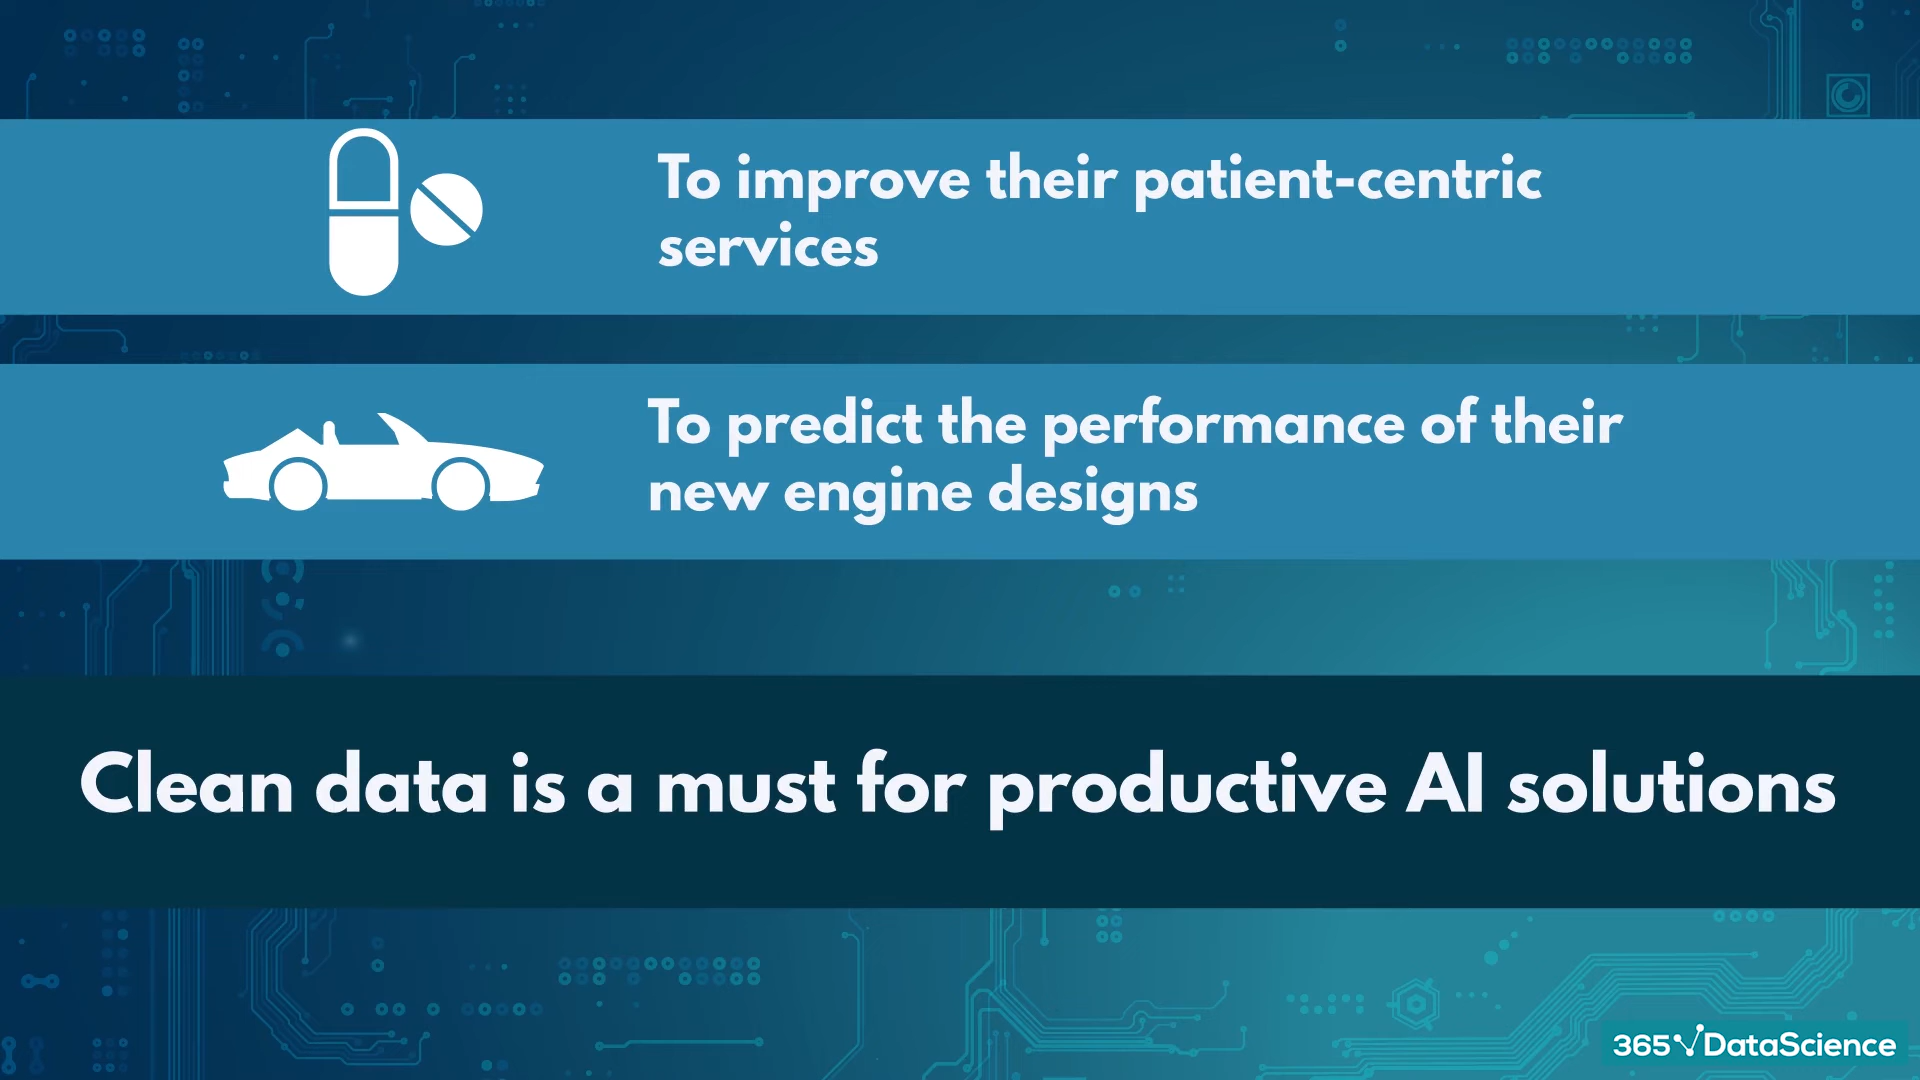 To improve their patient-centric
services
To predict the performance of their
new engine designs
Clean data is a must for productive AI solutions
365 DataScience